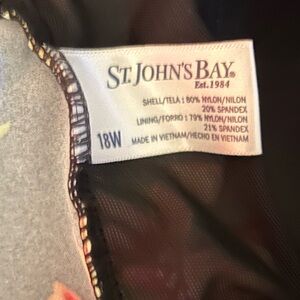 ST. JOHN'S BAY®
Est. 1984
SHELL/TELA : 80% NYLON/NILON
20% SPANDEX
LINING/FORRO : 79% NYLON/NILON
21% SPANDEX
18W
MADE IN VIETNAM/HECHO EN VIETNAM